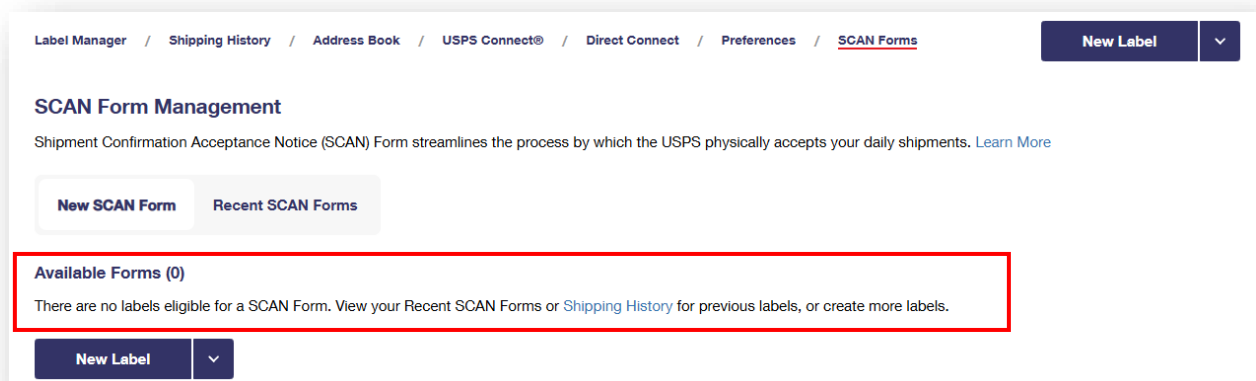 Label Manager / Shipping History / Address Book / USPS Connect® / Direct Connect / Preferences / SCAN Forms New Label
SCAN Form Management
Shipment Confirmation Acceptance Notice (SCAN) Form streamlines the process by which the USPS physically accepts your daily shipments. Learn More
New SCAN Form Recent SCAN Forms
Available Forms (0)
There are no labels eligible for a SCAN Form. View your Recent SCAN Forms or Shipping History for previous labels, or create more labels.
New Label